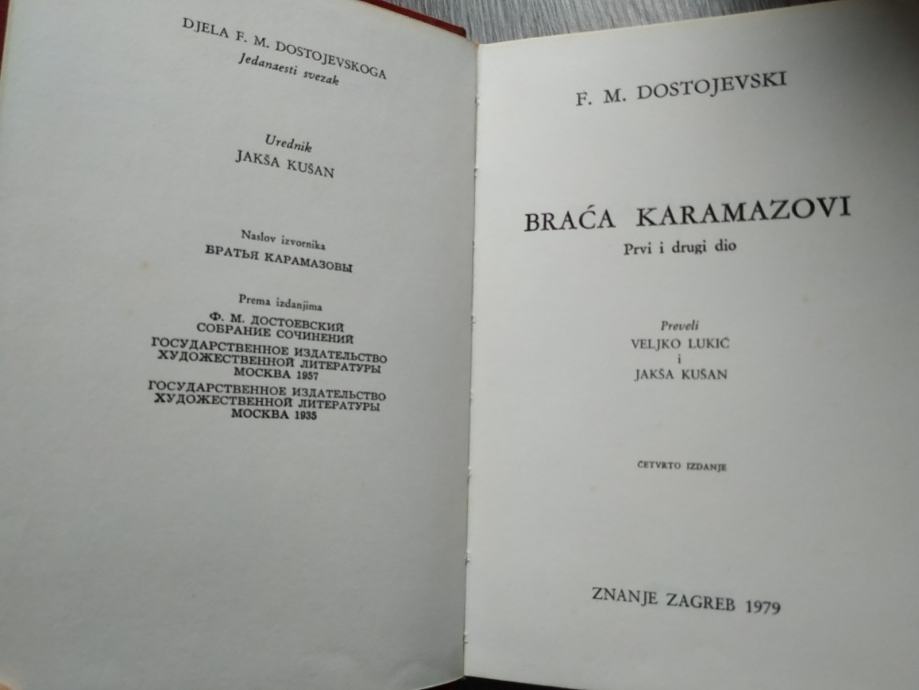 DJELA F. M. DOSTOJEVSKOGA
Jedanaesti svezak
Urednik
JAKŠA KUŠAN
Naslov izvornika
БРАТЬЯ КАРАМАЗОВЫ
Prema izdanjima
Ф. М. ДОСТОЕВСКИЙ
СОБРАНИЕ СОЧИНЕНИЙ
ГОСУДАРСТВЕННОЕ ИЗДАТЕЛЬСТВО
ХУДОЖЕСТВЕННОЙ ЛИТЕРАТУРЫ
МОСКВА 1957
ГОСУДАРСТВЕННОЕ ИЗДАТЕЛЬСТВО
ХУДОЖЕСТВЕННОЙ ЛИТЕРАТУРЫ
МОСКВА 1935
F. M. DOSTOJEVSKI
BRAĆA KARAMAZOVI
Prvi i drugi dio
Preveli
VELJKO LUKIĆ
i
JAKŠA KUŠAN
ČETVRTO IZDANJE
ZNANJE ZAGREB 1979